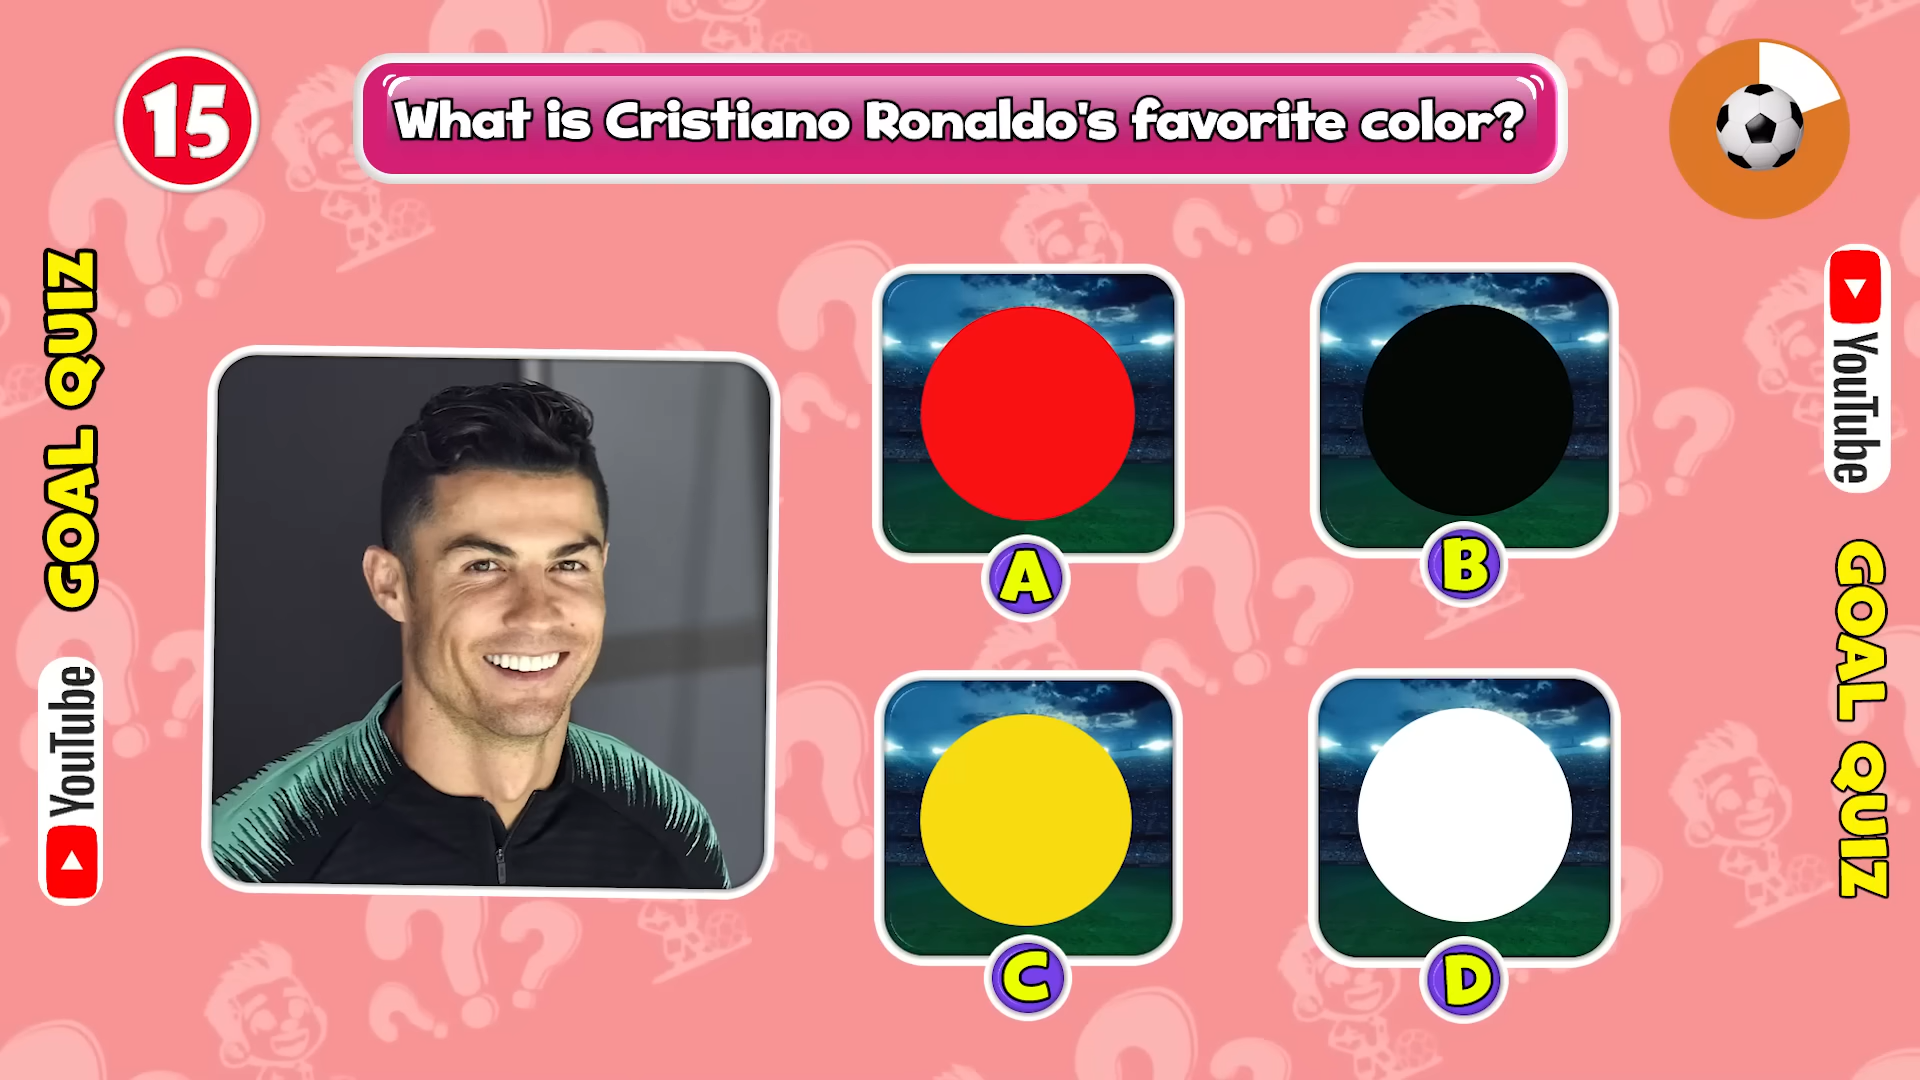 15
What is Cristiano Ronaldo's favorite color?
GOAL QUIZ
YouTube
A
B
C
D
YouTube
GOAL QUIZ